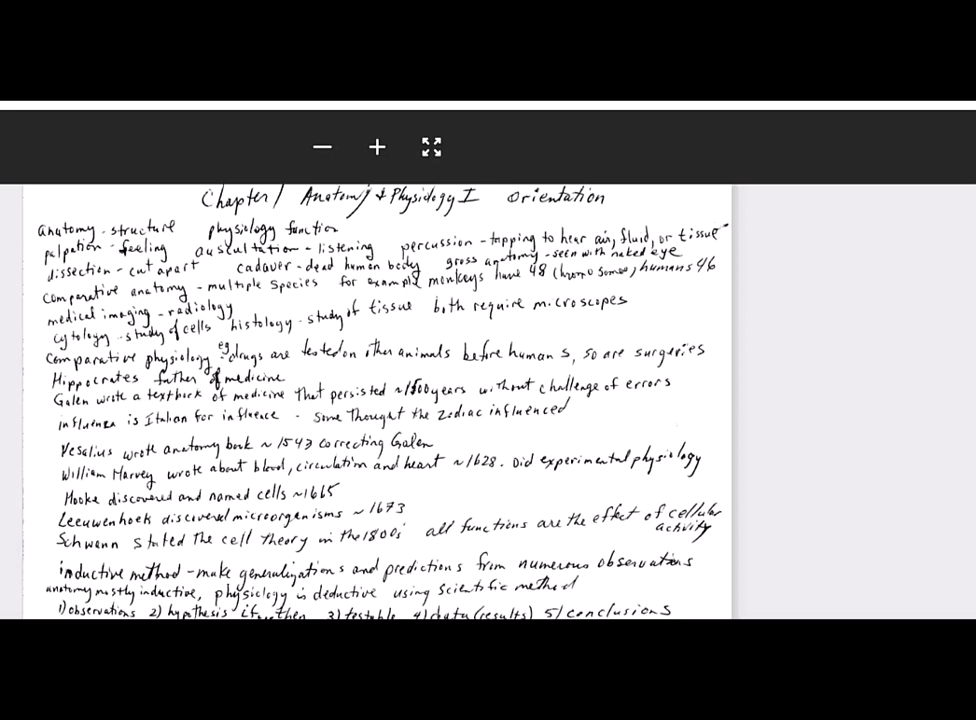 Chapter 1 Anatomy & Physiology I Orientation
anatomy - structure physiology function
palpation - feeling auscultation - listening percussion - tapping to hear air, fluid, or tissue
dissection - cut apart cadaver - dead human body gross anatomy - seen with naked eye
Comparative anatomy - multiple species for example monkeys have 48 (chromosomes) humans 46
medical imaging - radiology
cytology - study of cells histology - study of tissue both require microscopes
Comparative physiology eg drugs are tested on other animals before humans, so are surgeries
Hippocrates father of medicine
Galen wrote a textbook of medicine that persisted ~1500 years without challenge of errors
influenza is Italian for influence - some thought the zodiac influenced
Vesalius wrote anatomy book ~ 1543 correcting Galen
William Harvey wrote about blood, circulation and heart ~1628. Did experimental physiology
Hooke discovered and named cells ~1665
Leeuwenhoek discovered microorganisms ~ 1673
Schwann stated the cell theory in the 1800s all functions are the effect of cellular activity
inductive method - make generalizations and predictions from numerous observations
anatomy mostly inductive, physiology is deductive using scientific method
1) observations 2) hypothesis if, then 3) testable 4) data (results) 5) conclusions